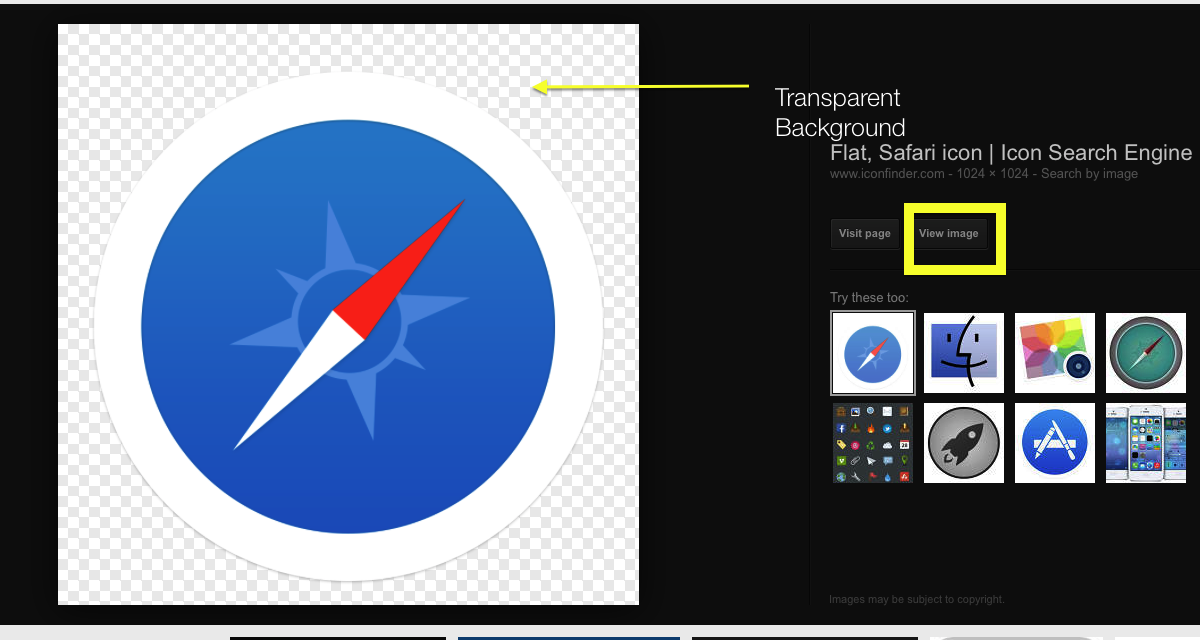 Transparent
Background
Flat, Safari icon | Icon Search Engine
www.iconfinder.com - 1024 × 1024 - Search by image
Visit page
View image
Try these too:
Images may be subject to copyright.